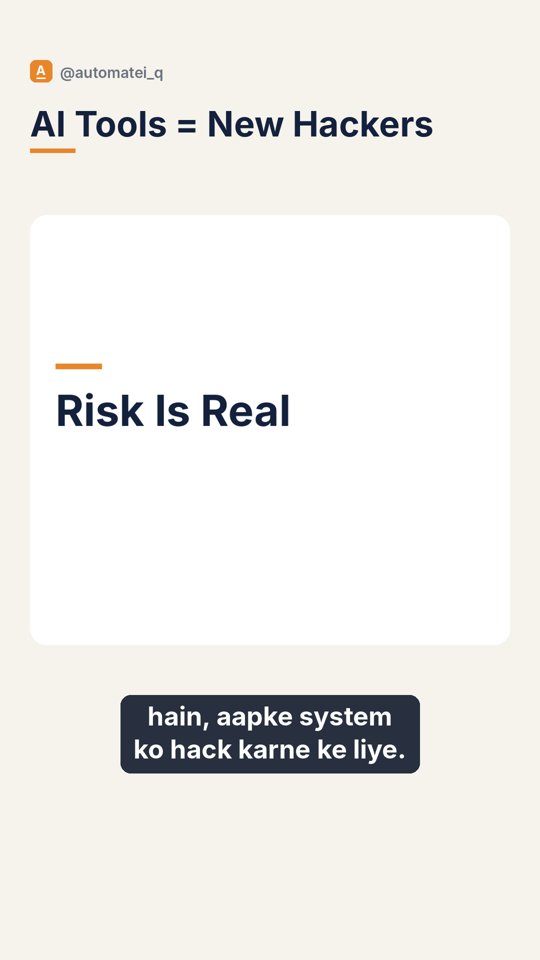 A
@automatei_q
AI Tools = New Hackers
Risk Is Real
hain, aapke system
ko hack karne ke liye.